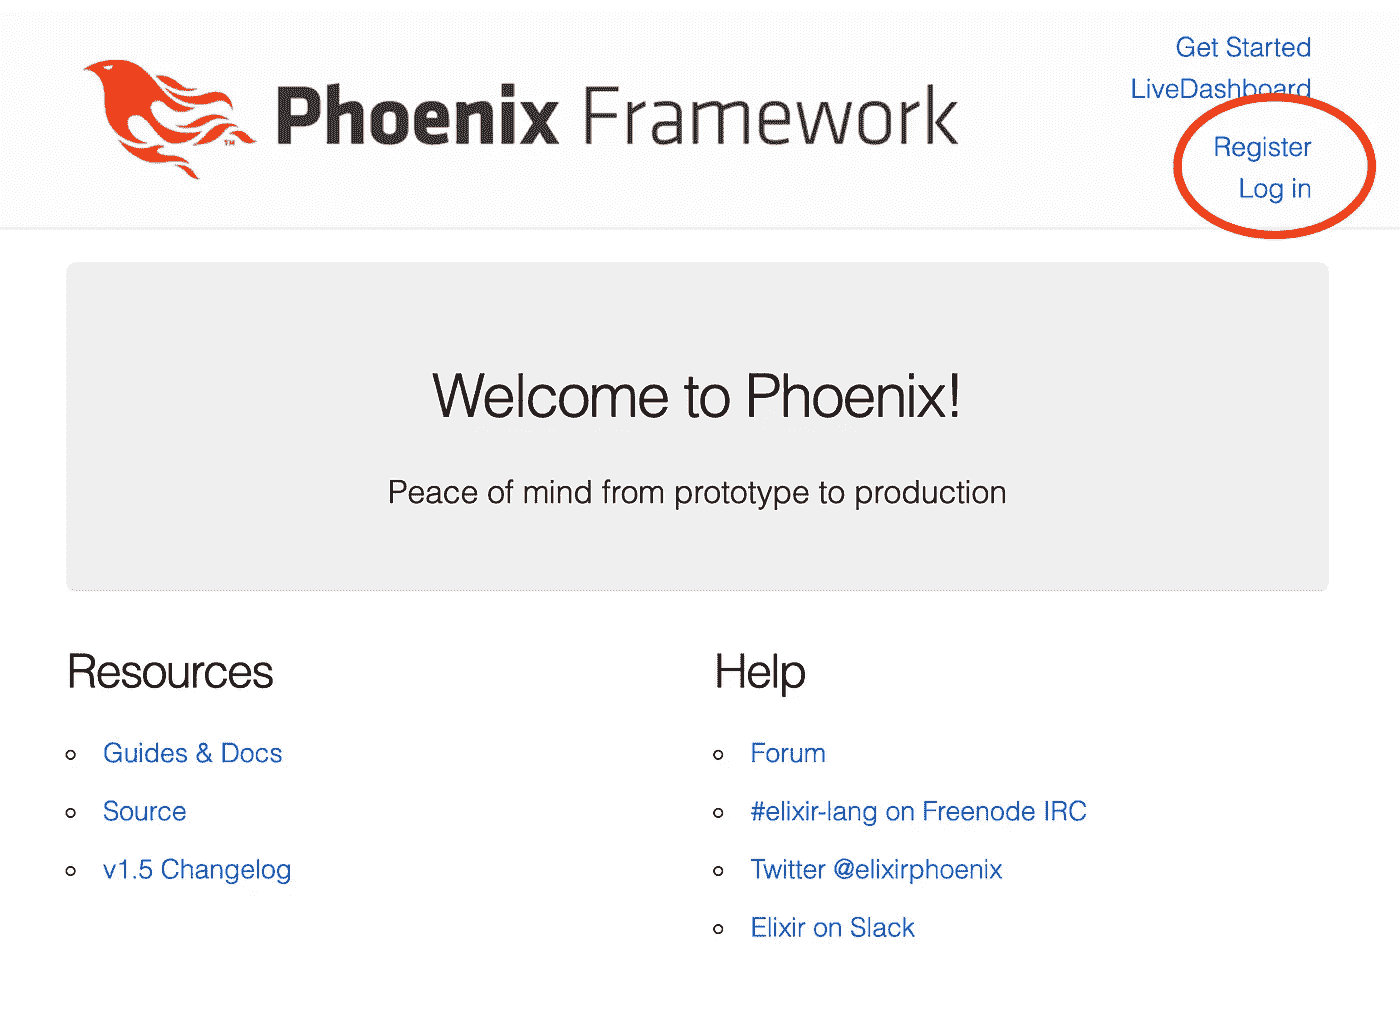 Get Started
LiveDashboard
Phoenix Framework
TM
Register
Log in
Welcome to Phoenix!
Peace of mind from prototype to production
Resources
Guides & Docs
Source
v1.5 Changelog
Help
Forum
#elixir-lang on Freenode IRC
Twitter @elixirphoenix
Elixir on Slack